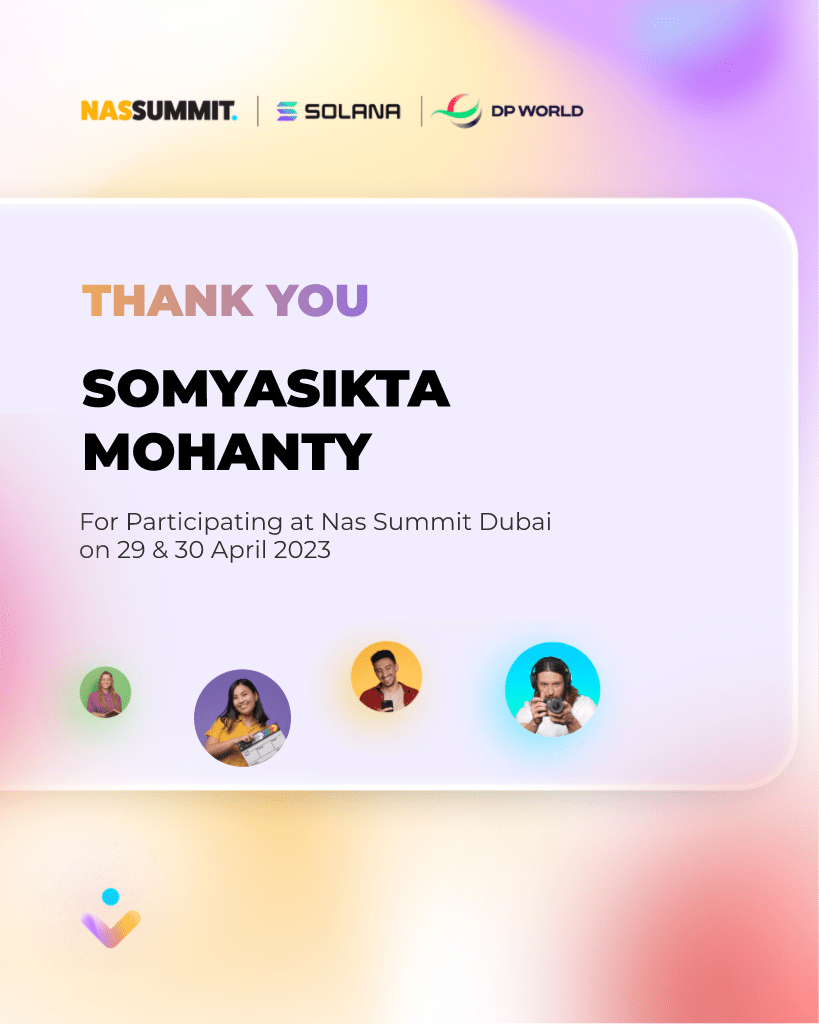 NASSUMMIT. SOLANA DP WORLD
THANK YOU
SOMYASIKTA
MOHANTY
For Participating at Nas Summit Dubai
on 29 & 30 April 2023